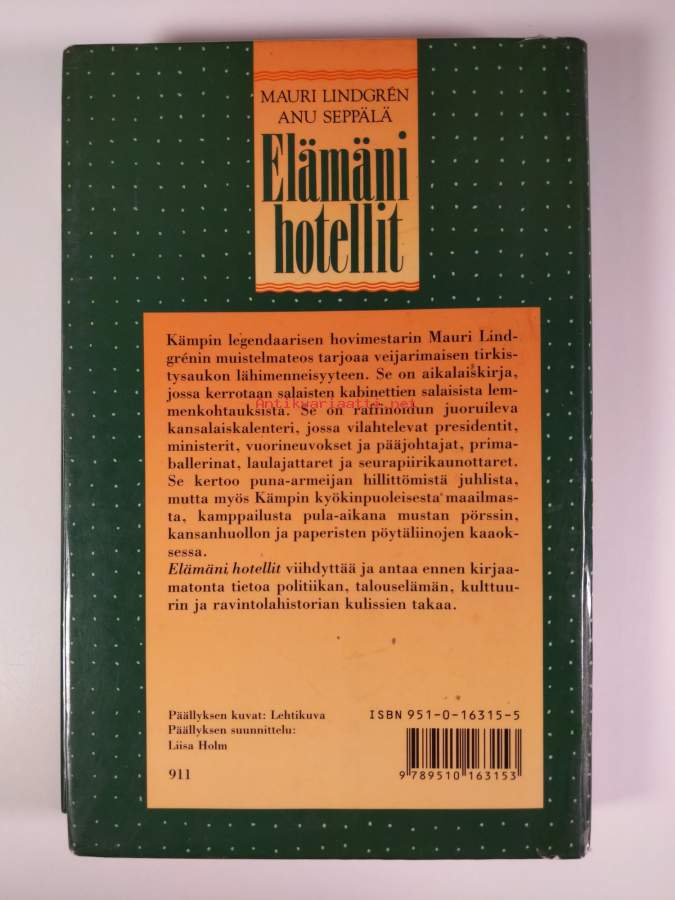 MAURI LINDGRÉN
ANU SEPPÄLÄ
Elämäni
hotellit
Kämpin legendaarisen hovimestarin Mauri Lind-
grénin muistelmateos tarjoaa veijarimaisen tirkis-
tysaukon lähimenneisyyteen. Se on aikalaiskirja,
jossa kerrotaan salaisten kabinettien salaisista lem-
Antikvariaatti.net
menkohtauksista. Se on raffinoidun juoruileva
kansalaiskalenteri, jossa vilahtelevat presidentit,
ministerit, vuorineuvokset ja pääjohtajat, prima-
ballerinat, laulajattaret ja seurapiirikaunottaret.
Se kertoo puna-armeijan hillittömistä juhlista,
mutta myös Kämpin kyökinpuoleisesta maailmas-
ta, kamppailusta pula-aikana mustan pörssin,
kansanhuollon ja paperisten pöytäliinojen kaaok-
sessa.
Elämäni hotellit viihdyttää ja antaa ennen kirjaa-
matonta tietoa politiikan, talouselämän, kulttuu-
rin ja ravintolahistorian kulissien takaa.
Päällyksen kuvat: Lehtikuva
Päällyksen suunnittelu:
Liisa Holm
911
ISBN 951-0-16315-5
9 789510 163153